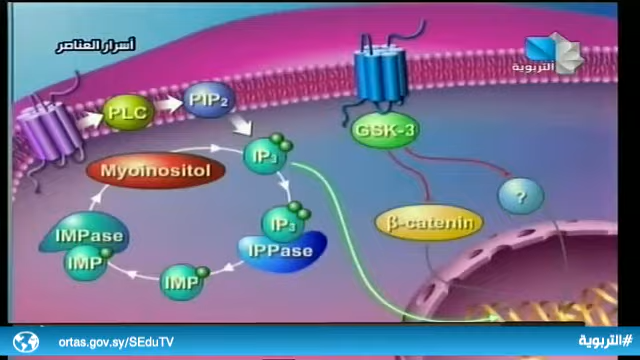 أسرار العناصر
التربوية
PLC
PIP2
GSK-3
IP3
Myoinositol
?
IP3
β-catenin
IMPase
IPPase
IMP
IMP
ortas.gov.sy/SEduTV
#التربوية